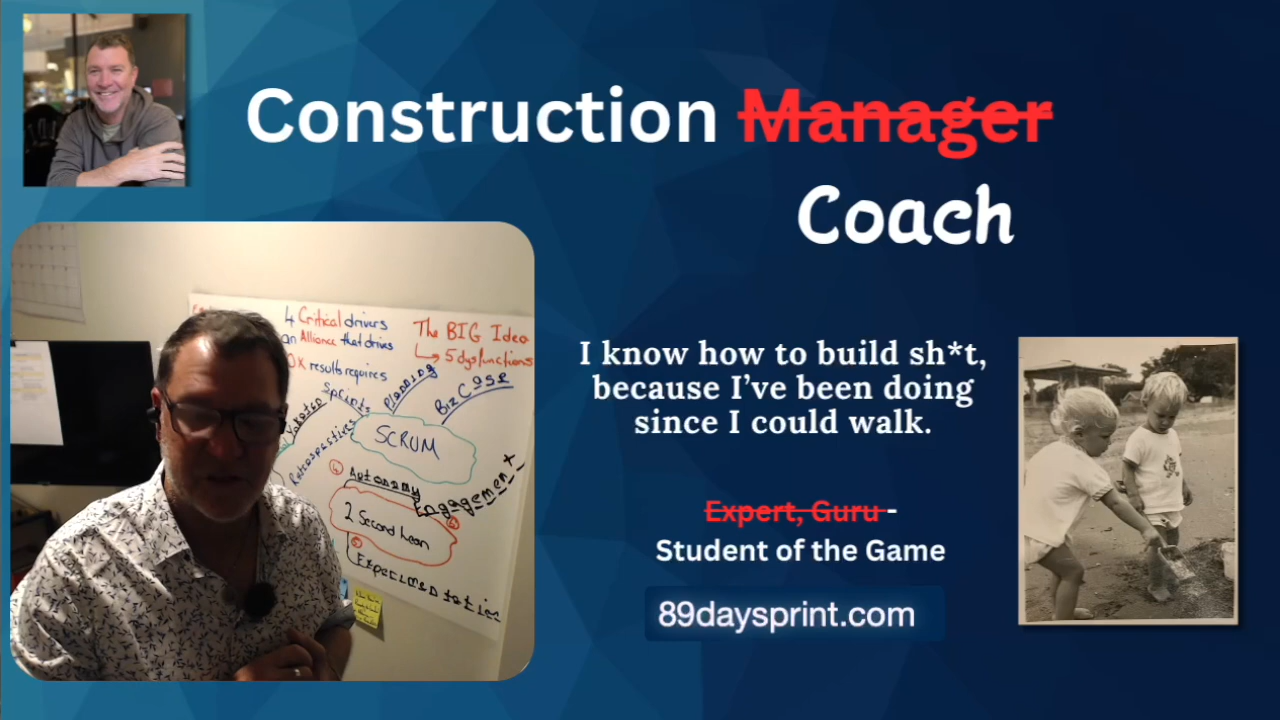 Construction Manager
Coach
I know how to build sh*t,
because I've been doing
since I could walk.
Expert, Guru -
Student of the Game
89daysprint.com
4 Critical drivers
an Alliance that drives
0X results requires
The BIG Idea
↳ 5 dysfunctions
Sprints
Planning
Biz Case
Retrospectives
SCRUM
4 Autonomy
Engagement
2 Second Lean
Experimentation